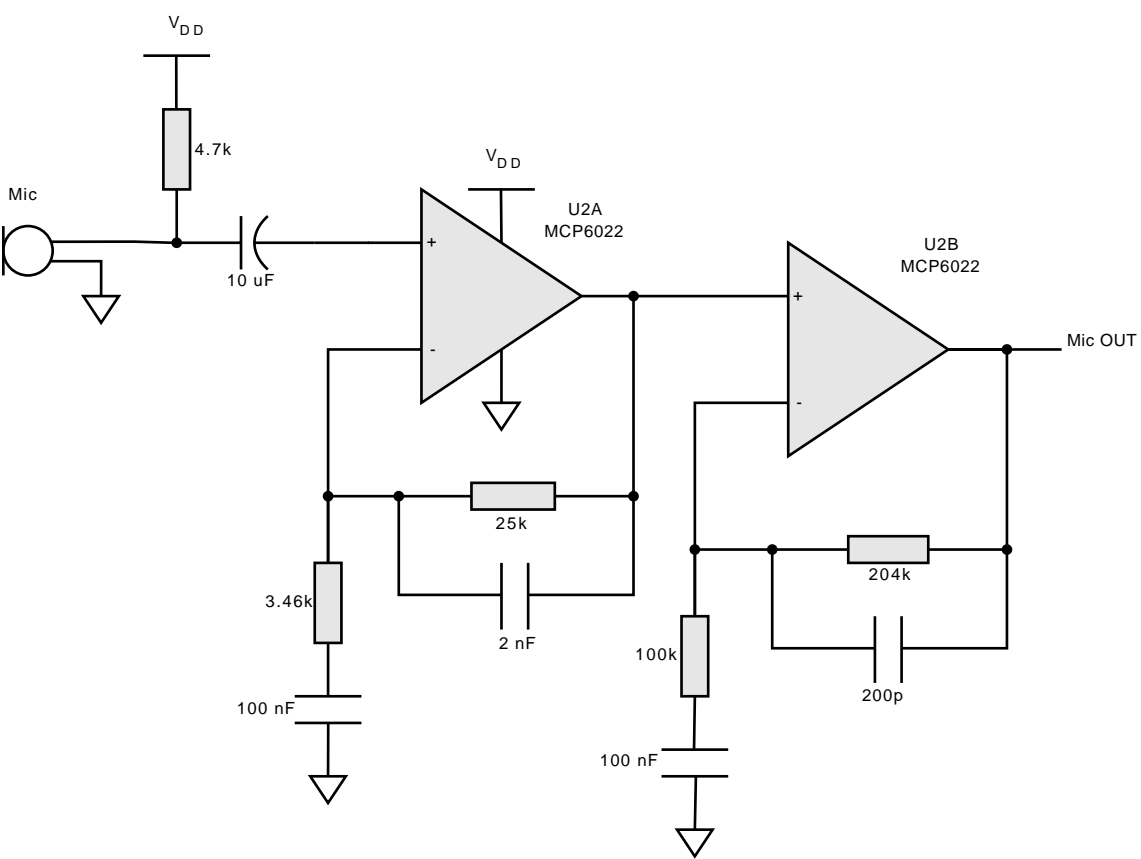 VDD
4.7k
Mic
10 uF
VDD
U2A
MCP6022
+
-
U2B
MCP6022
+
-
Mic OUT
25k
2 nF
3.46k
100 nF
204k
200p
100k
100 nF